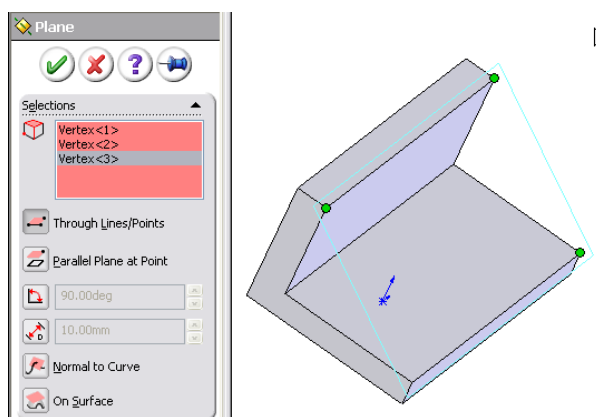 Plane
Selections
Vertex<1>
Vertex<2>
Vertex<3>
Through Lines/Points
Parallel Plane at Point
90.00deg
D
10.00mm
Normal to Curve
On Surface